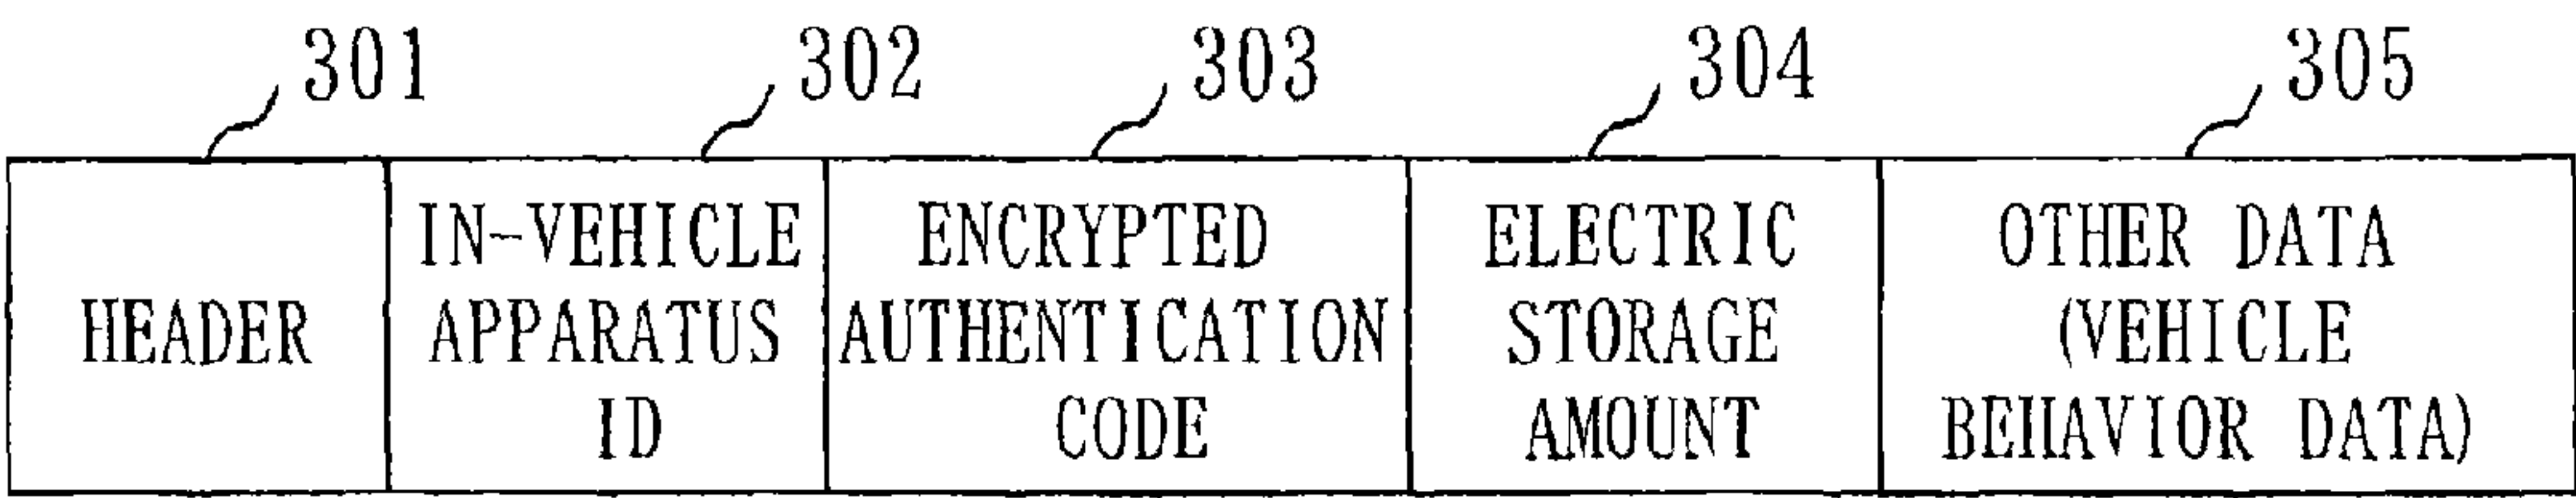 301 302 303 304 305
HEADER
IN-VEHICLE
APPARATUS
ID
ENCRYPTED
AUTHENTICATION
CODE
ELECTRIC
STORAGE
AMOUNT
OTHER DATA
(VEHICLE
BEHAVIOR DATA)